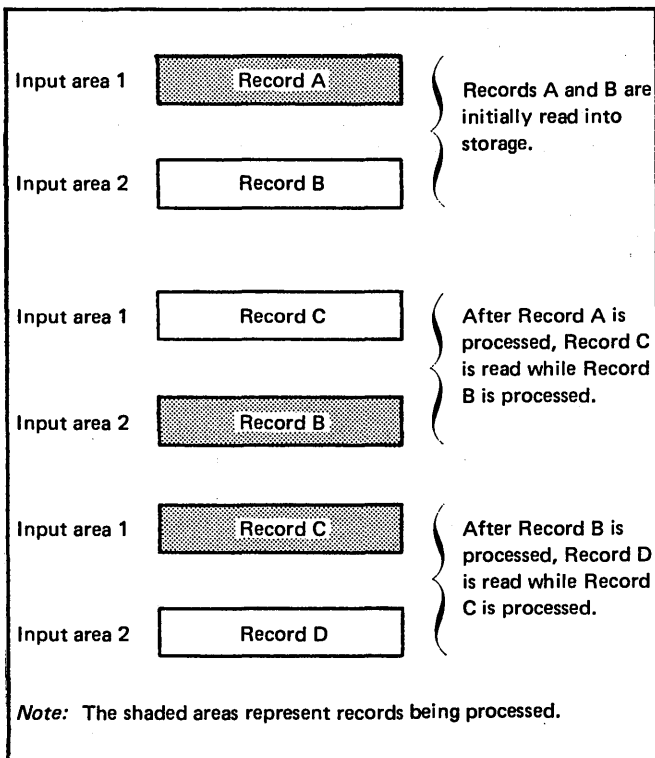 Input area 1
Record A
Records A and B are
initially read into
storage.
Input area 2
Record B
Input area 1
Record C
After Record A is
processed, Record C
is read while Record
B is processed.
Input area 2
Record B
Input area 1
Record C
After Record B is
processed, Record D
is read while Record
C is processed.
Input area 2
Record D
Note: The shaded areas represent records being processed.